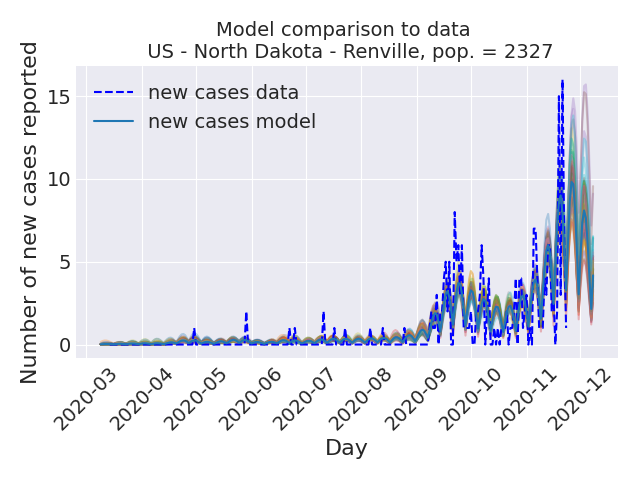 Model comparison to data
US - North Dakota - Renville, pop. = 2327
new cases data
new cases model
Number of new cases reported
15
10
5
0
2020-03
2020-04
2020-05
2020-06
2020-07
2020-08
2020-09
2020-10
2020-11
2020-12
Day